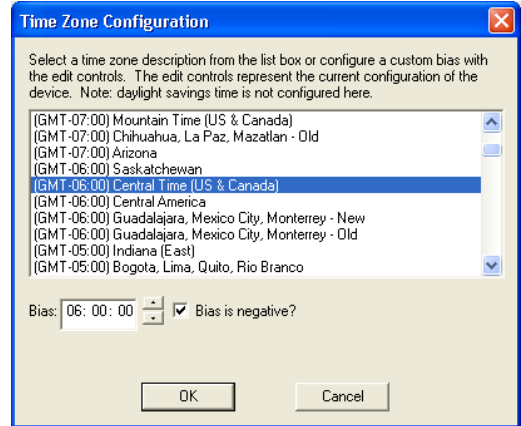 Time Zone Configuration
Select a time zone description from the list box or configure a custom bias with
the edit controls.  The edit controls represent the current configuration of the
device.  Note: daylight savings time is not configured here.
(GMT-07:00) Mountain Time (US & Canada)
(GMT-07:00) Chihuahua, La Paz, Mazatlan - Old
(GMT-07:00) Arizona
(GMT-06:00) Saskatchewan
(GMT-06:00) Central Time (US & Canada)
(GMT-06:00) Central America
(GMT-06:00) Guadalajara, Mexico City, Monterrey - New
(GMT-06:00) Guadalajara, Mexico City, Monterrey - Old
(GMT-05:00) Indiana (East)
(GMT-05:00) Bogota, Lima, Quito, Rio Branco
Bias: 06: 00: 00 Bias is negative?
OK Cancel